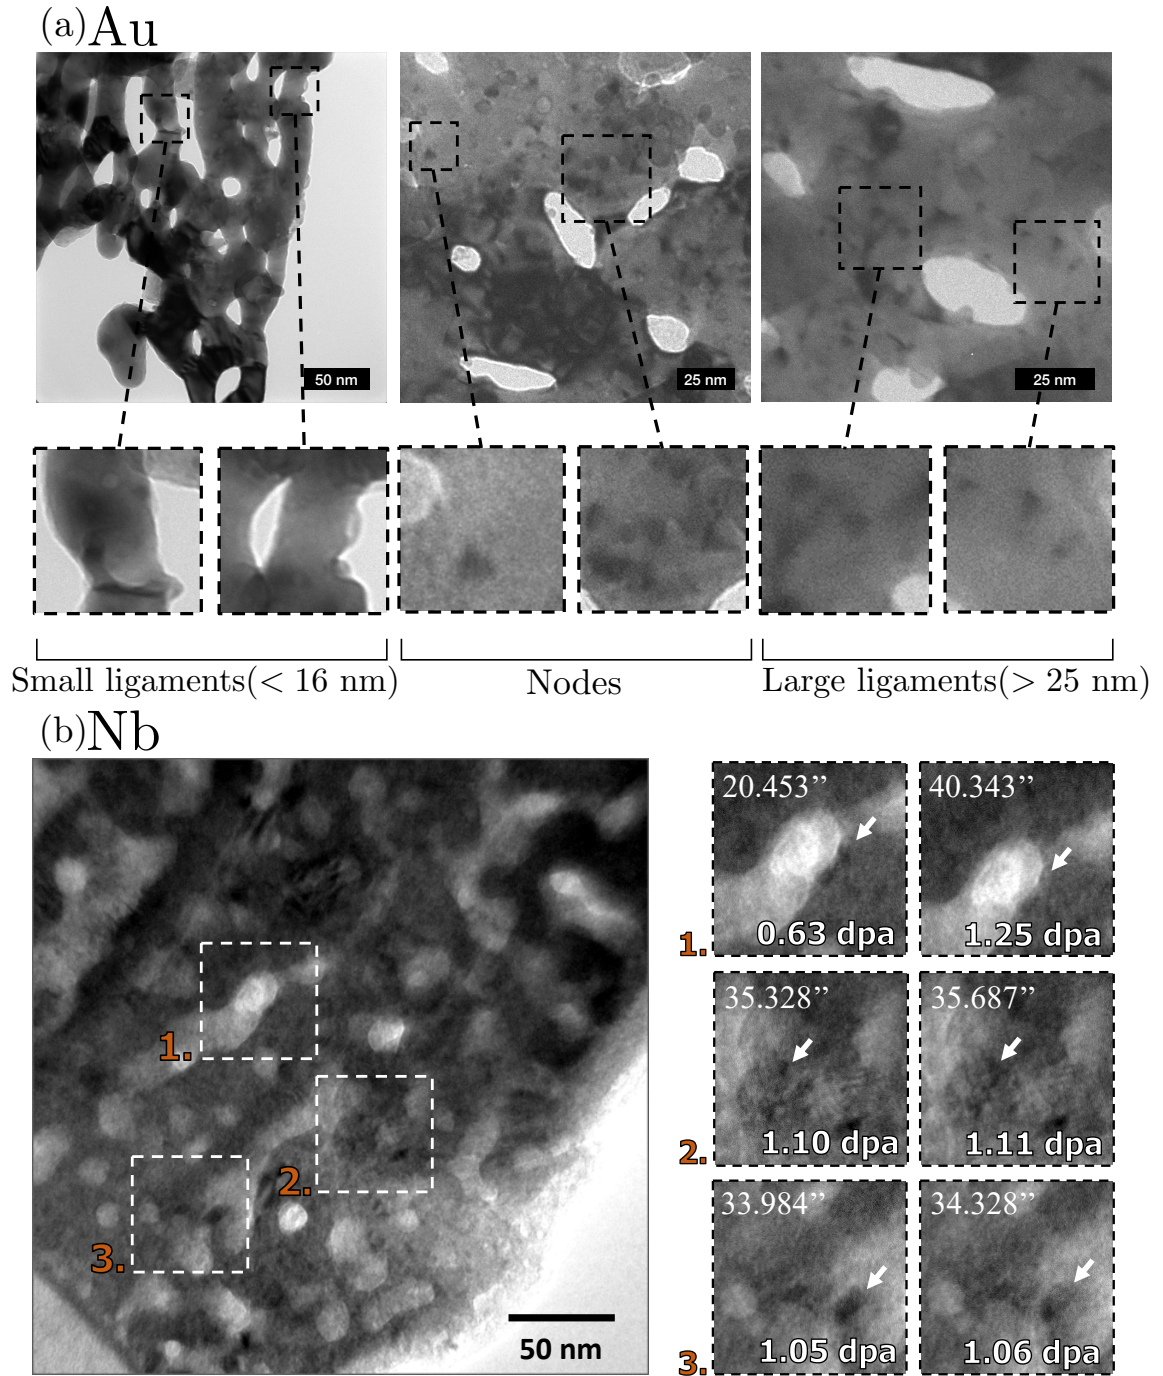 (a)Au
50 nm
25 nm
25 nm
Small ligaments(< 16 nm)
Nodes
Large ligaments(> 25 nm)
(b)Nb
1.
2.
3.
50 nm
20.453’’
40.343’’
1.
0.63 dpa
1.25 dpa
35.328’’
35.687’’
2.
1.10 dpa
1.11 dpa
33.984’’
34.328’’
3.
1.05 dpa
1.06 dpa